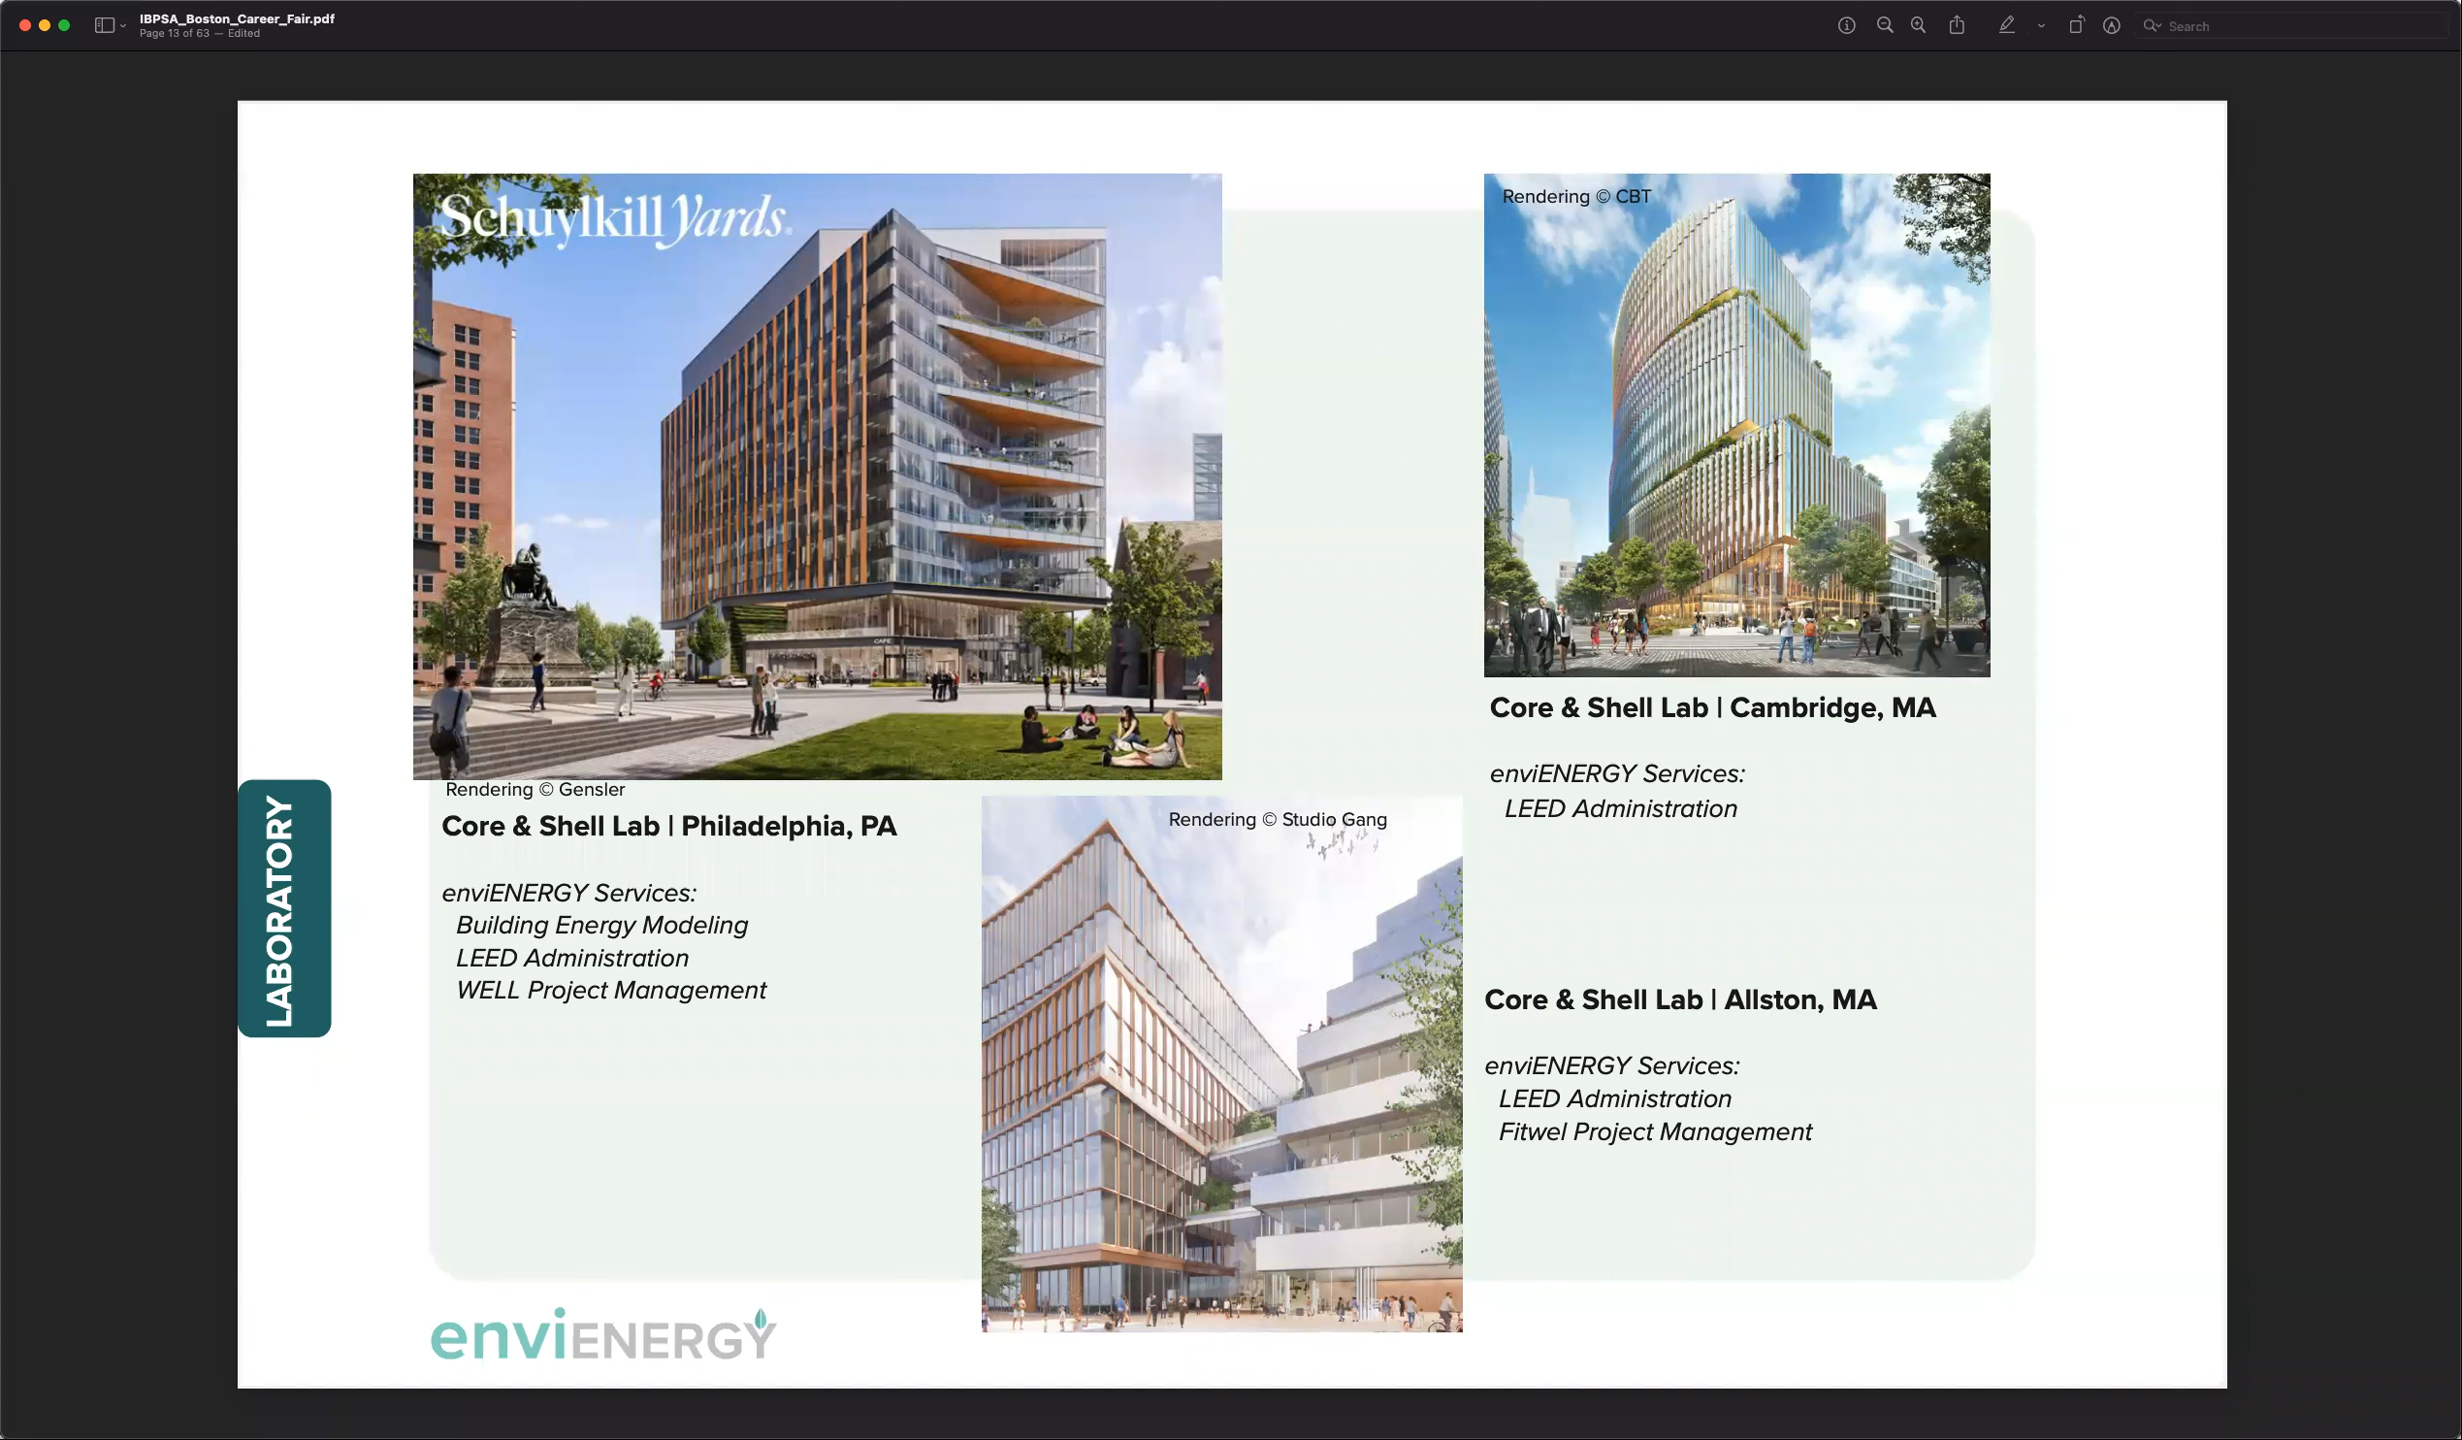 IBPSA_Boston_Career_Fair.pdf
Page 13 of 63 — Edited
Search
Schuylkill Yards®
CAFE
Rendering © Gensler
Core & Shell Lab | Philadelphia, PA
enviENERGY Services:
Building Energy Modeling
LEED Administration
WELL Project Management
Rendering © CBT
Core & Shell Lab | Cambridge, MA
enviENERGY Services:
LEED Administration
Rendering © Studio Gang
Core & Shell Lab | Allston, MA
enviENERGY Services:
LEED Administration
Fitwel Project Management
LABORATORY
enviENERGY